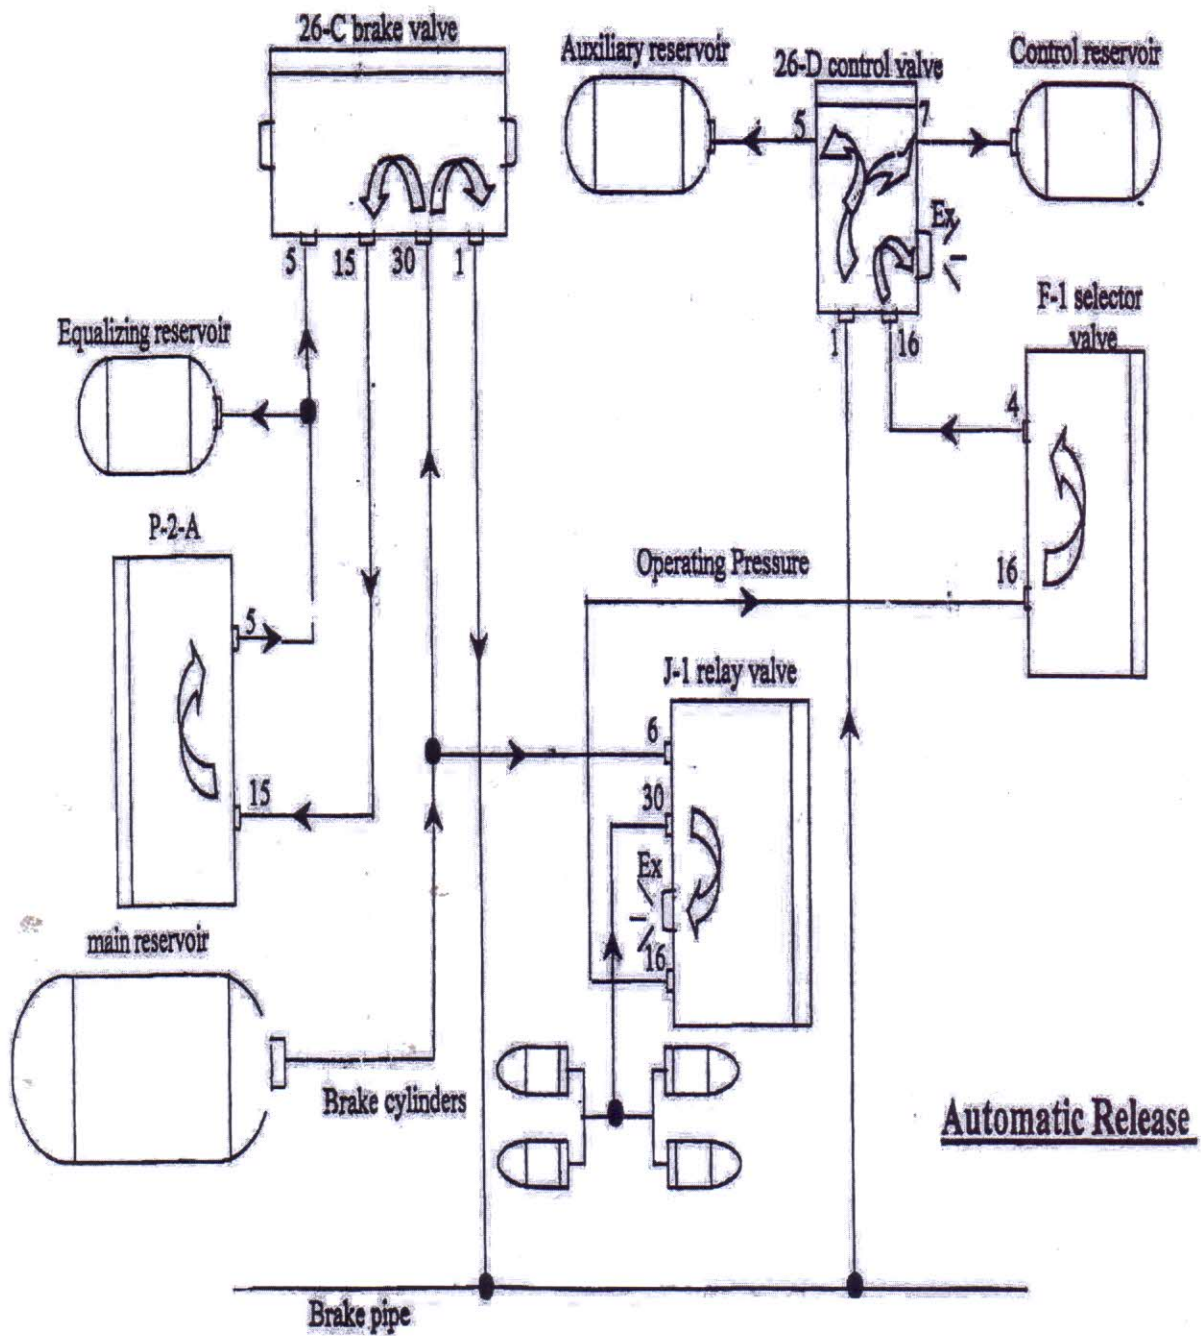 26-C brake valve
Auxiliary reservoir
26-D control valve
Control reservoir
5
7
Ex
5
15
30
1
1
16
F-1 selector
valve
Equalizing reservoir
4
P-2-A
Operating Pressure
16
5
J-1 relay valve
6
15
30
Ex
main reservoir
16
Brake cylinders
Automatic Release
Brake pipe